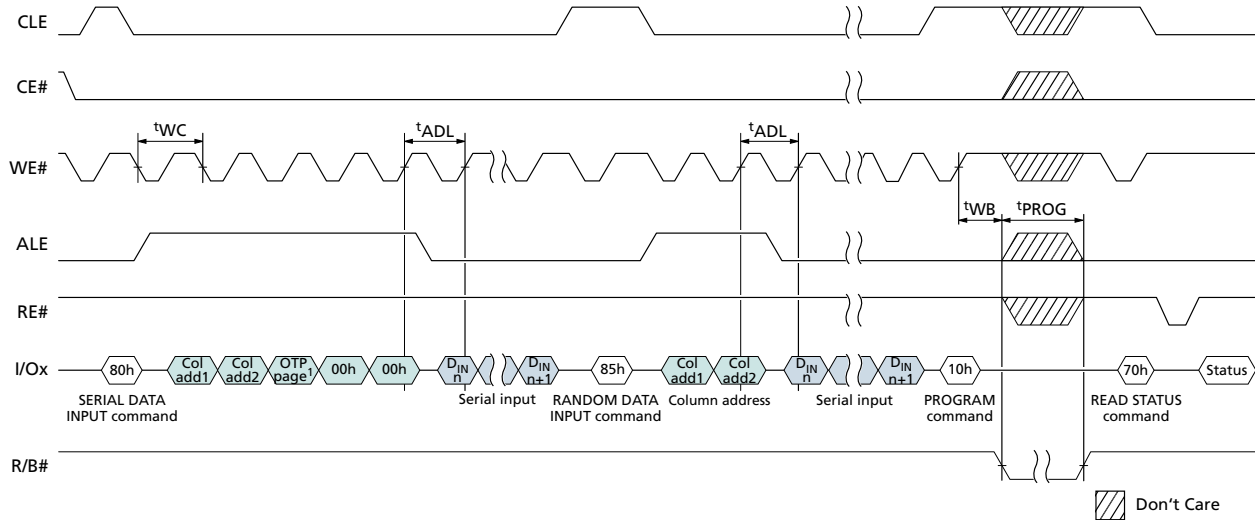 CLE
CE#
tWC
tADL
tADL
WE#
tWB
tPROG
ALE
RE#
I/Ox
80h
Col add1
Col add2
OTP page1
00h
00h
DIN n
DIN n+1
85h
Col add1
Col add2
DIN n
DIN n+1
10h
70h
Status
SERIAL DATA
INPUT command
Serial input
RANDOM DATA
INPUT command
Column address
Serial input
PROGRAM
command
READ STATUS
command
R/B#
Don't Care